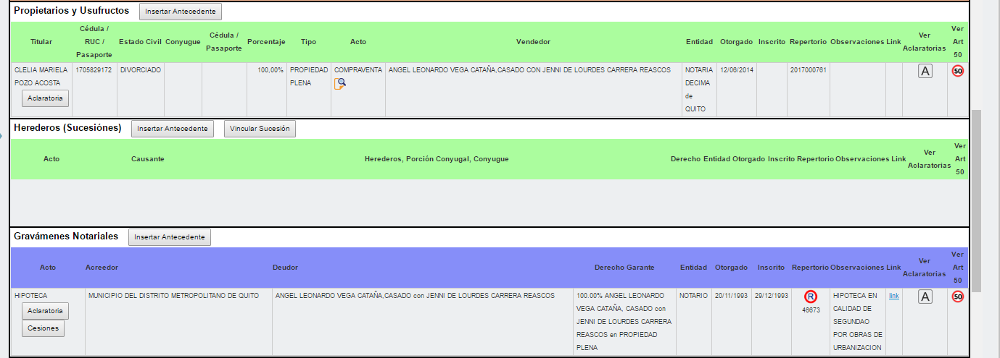 Propietarios y Usufructos Insertar Antecedente
Titular Cédula / RUC / Pasaporte Estado Civil Conyugue Cédula / Pasaporte Porcentaje Tipo Acto Vendedor Entidad Otorgado Inscrito Repertorio Observaciones Link Ver Aclaratorias Ver Art 50
CLELIA MARIELA POZO ACOSTA Aclaratoria 1705829172 DIVORCIADO 100,00% PROPIEDAD PLENA COMPRAVENTA ANGEL LEONARDO VEGA CATAÑA,CASADO CON JENNI DE LOURDES CARRERA REASCOS NOTARIA DECIMA de QUITO 12/06/2014 2017000761 A 50
Herederos (Sucesiónes) Insertar Antecedente Vincular Sucesión
Acto Causante Herederos, Porción Conyugal, Conyugue Derecho Entidad Otorgado Inscrito Repertorio Observaciones Link Ver Aclaratorias Ver Art 50
Gravámenes Notariales Insertar Antecedente
Acto Acreedor Deudor Derecho Garante Entidad Otorgado Inscrito Repertorio Observaciones Link Ver Aclaratorias Ver Art 50
HIPOTECA Aclaratoria Cesiones MUNICIPIO DEL DISTRITO METROPOLITANO DE QUITO ANGEL LEONARDO VEGA CATAÑA,CASADO con JENNI DE LOURDES CARRERA REASCOS 100.00% ANGEL LEONARDO VEGA CATAÑA, CASADO con JENNI DE LOURDES CARRERA REASCOS en PROPIEDAD PLENA NOTARIO 20/11/1993 29/12/1993 R 46673 HIPOTECA EN CALIDAD DE SEGUNDAO POR OBRAS DE URBANIZACION link A 50